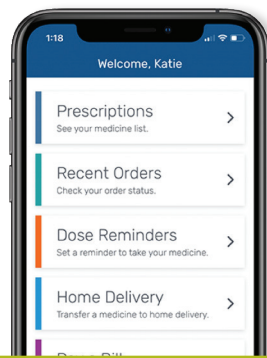 1:18
Welcome, Katie
Prescriptions
See your medicine list.
Recent Orders
Check your order status.
Dose Reminders
Set a reminder to take your medicine.
Home Delivery
Transfer a medicine to home delivery.